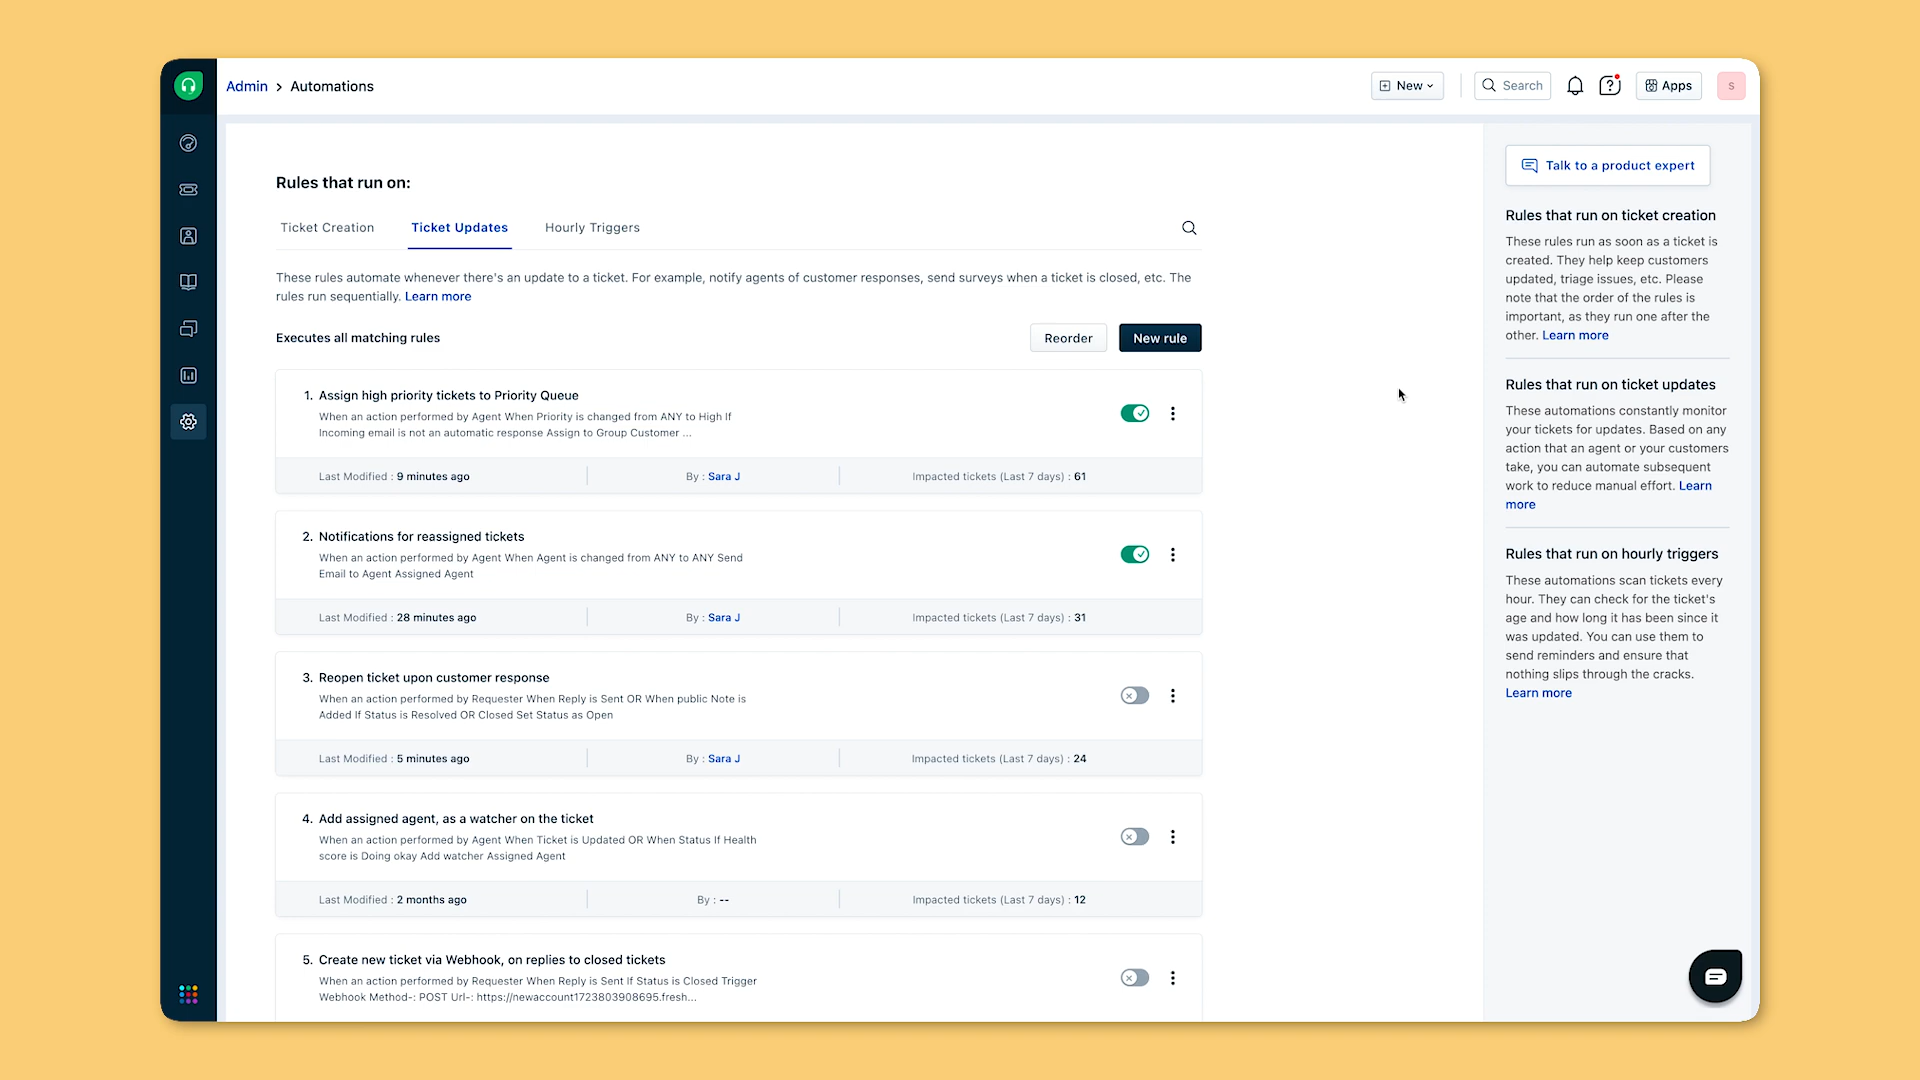 Admin > Automations
New
Search
Apps
S
Rules that run on:
Ticket Creation
Ticket Updates
Hourly Triggers
These rules automate whenever there's an update to a ticket. For example, notify agents of customer responses, send surveys when a ticket is closed, etc. The
rules run sequentially. Learn more
Executes all matching rules
Reorder
New rule
1. Assign high priority tickets to Priority Queue
When an action performed by Agent When Priority is changed from ANY to High If
Incoming email is not an automatic response Assign to Group Customer ...
Last Modified : 9 minutes ago
By : Sara J
Impacted tickets (Last 7 days) : 61
2. Notifications for reassigned tickets
When an action performed by Agent When Agent is changed from ANY to ANY Send
Email to Agent Assigned Agent
Last Modified : 28 minutes ago
By : Sara J
Impacted tickets (Last 7 days) : 31
3. Reopen ticket upon customer response
When an action performed by Requester When Reply is Sent OR When public Note is
Added If Status is Resolved OR Closed Set Status as Open
Last Modified : 5 minutes ago
By : Sara J
Impacted tickets (Last 7 days) : 24
4. Add assigned agent, as a watcher on the ticket
When an action performed by Agent When Ticket is Updated OR When Status If Health
score is Doing okay Add watcher Assigned Agent
Last Modified : 2 months ago
By : --
Impacted tickets (Last 7 days) : 12
5. Create new ticket via Webhook, on replies to closed tickets
When an action performed by Requester When Reply is Sent If Status is Closed Trigger
Webhook Method-: POST Url-: https://newaccount1723803908695.fresh...
Talk to a product expert
Rules that run on ticket creation
These rules run as soon as a ticket is
created. They help keep customers
updated, triage issues, etc. Please
note that the order of the rules is
important, as they run one after the
other. Learn more
Rules that run on ticket updates
These automations constantly monitor
your tickets for updates. Based on any
action that an agent or your customers
take, you can automate subsequent
work to reduce manual effort. Learn
more
Rules that run on hourly triggers
These automations scan tickets every
hour. They can check for the ticket's
age and how long it has been since it
was updated. You can use them to
send reminders and ensure that
nothing slips through the cracks.
Learn more